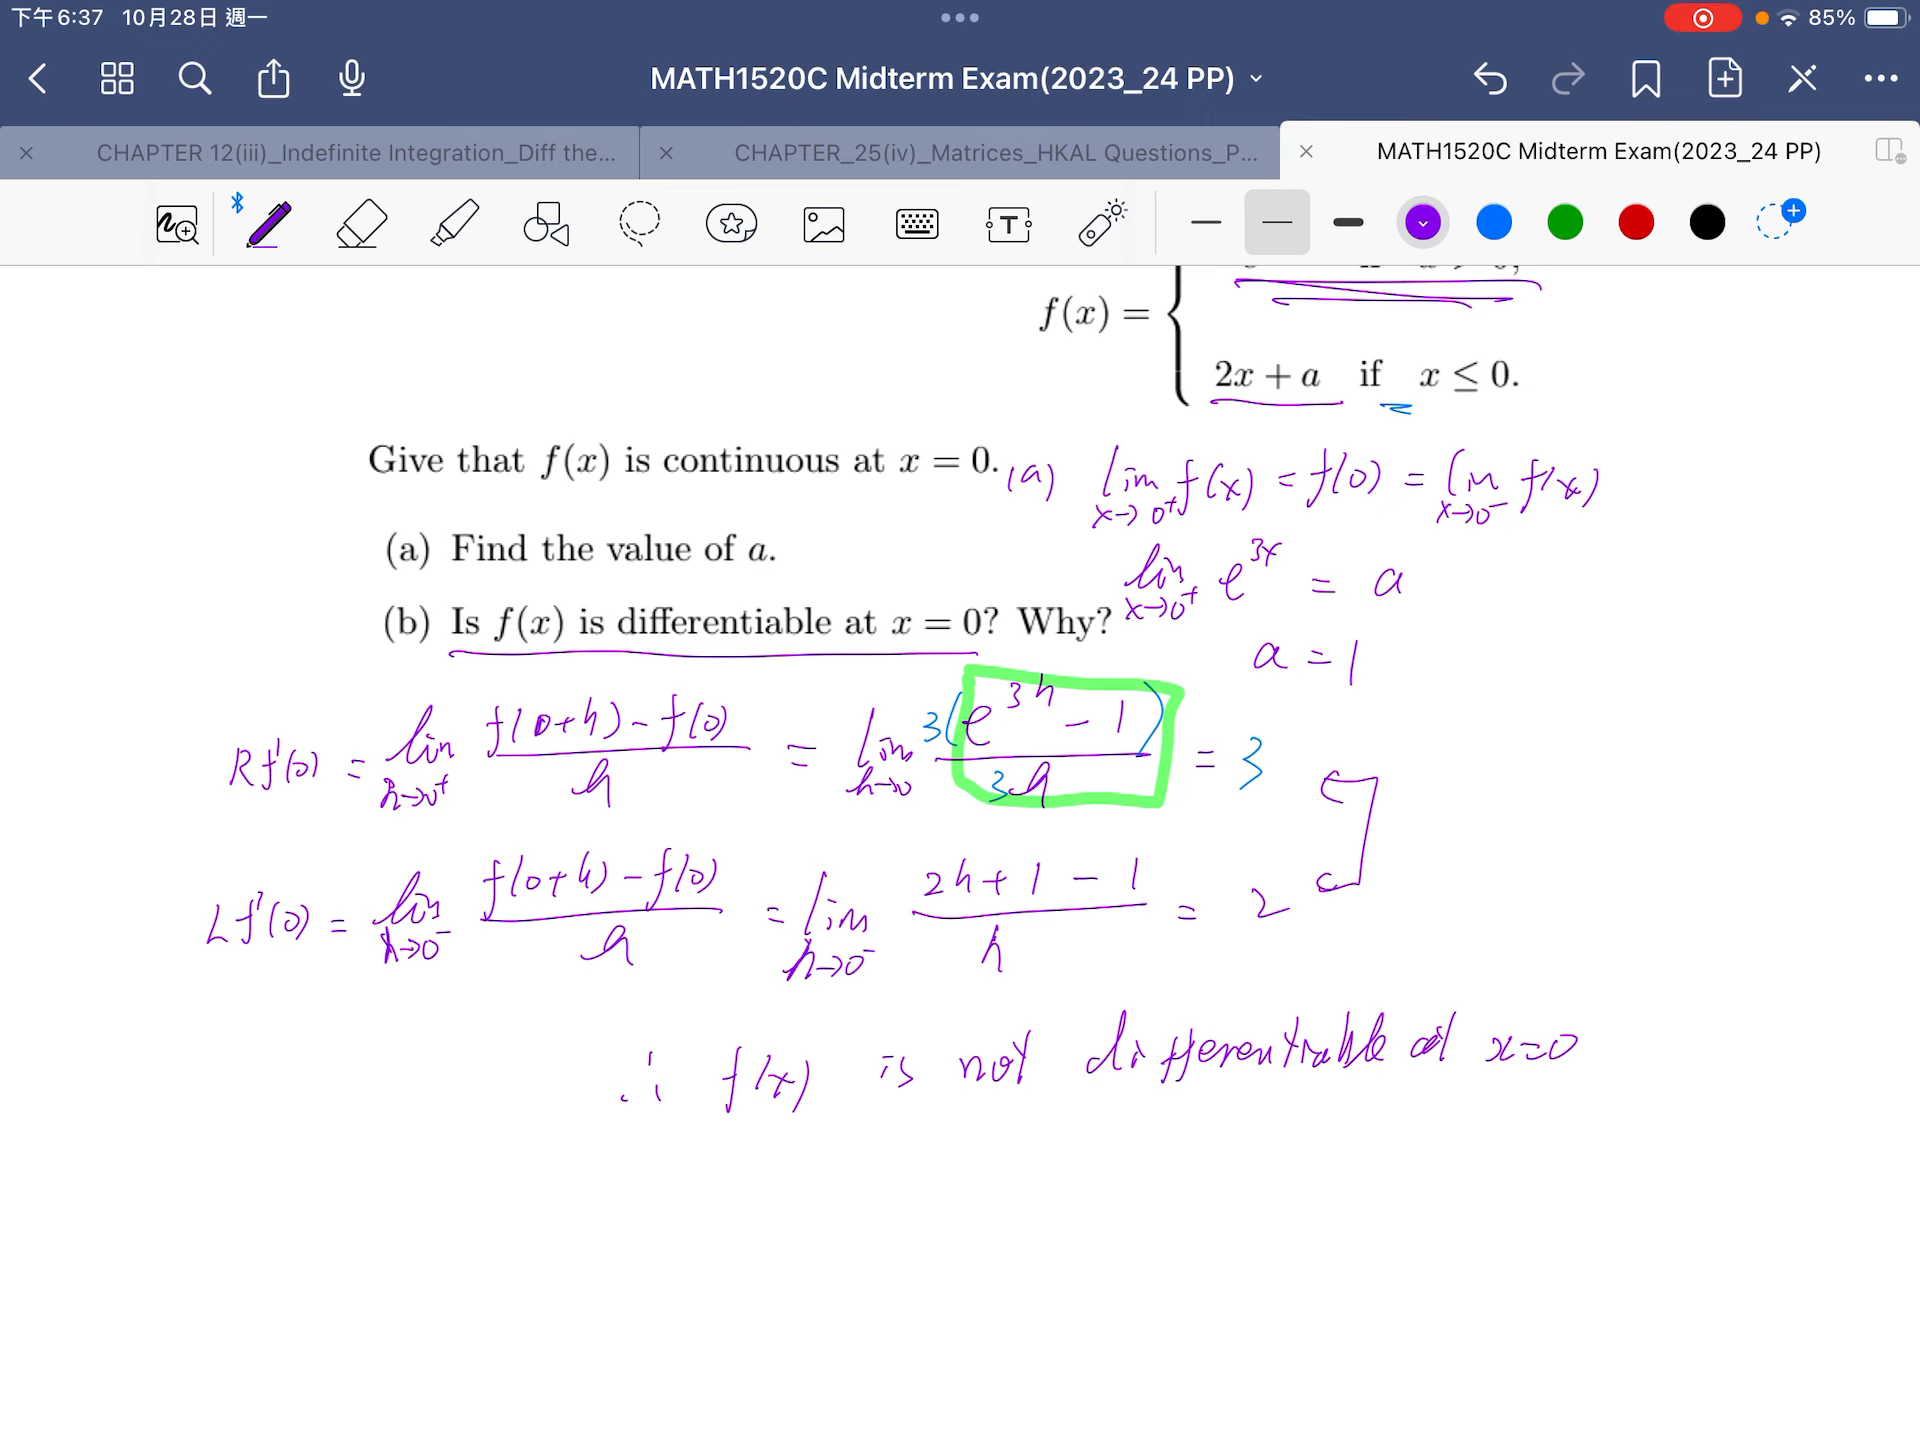 下午6:37 10月28日 週一 85%
MATH1520C Midterm Exam(2023_24 PP)
CHAPTER 12(iii)_Indefinite Integration_Diff the... CHAPTER_25(iv)_Matrices_HKAL Questions_P... MATH1520C Midterm Exam(2023_24 PP)
f(x) =
2x + a if x ≤ 0.
Give that f(x) is continuous at x = 0.
(a) lim x→0⁺ f(x) = f(0) = lim x→0⁻ f(x)
(a) Find the value of a.
lim x→0⁺ e^3x = a
(b) Is f(x) is differentiable at x = 0? Why?
a = 1
Rf'(0) = lim h→0⁺ (f(0+h) - f(0))/h = lim h→0 3(e^3h - 1)/3h = 3
Lf'(0) = lim h→0⁻ (f(0+h) - f(0))/h = lim h→0⁻ (2h + 1 - 1)/h = 2
∴ f(x) is not differentiable at x=0